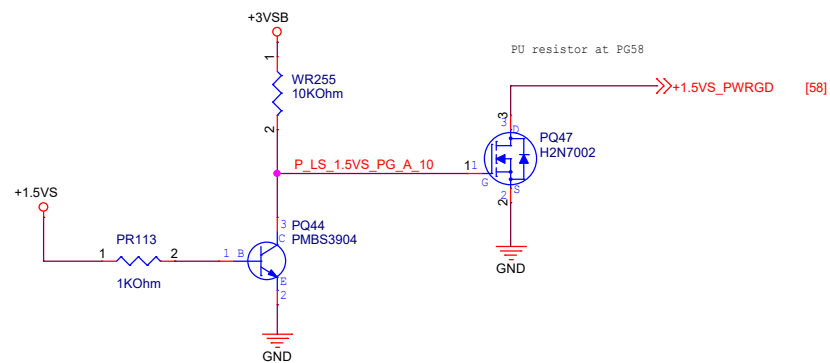 +3VSB
1
WR255
10KOhm
2
PU resistor at PG58
+1.5VS_PWRGD [58]
3
3
D
PQ47
H2N7002
P_LS_1.5VS_PG_A_10
1
1
G
S
2
2
GND
+1.5VS
PR113
1
2
1KOhm
3
C
PQ44
PMBS3904
1
B
E
2
GND